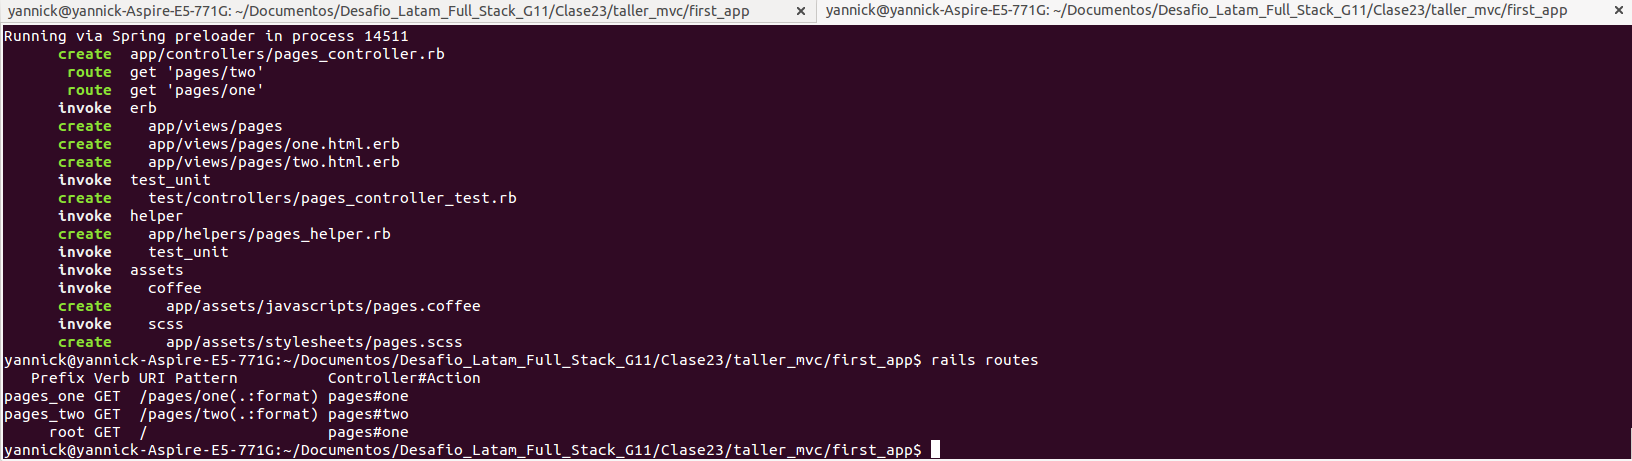 yannick@yannick-Aspire-E5-771G: ~/Documentos/Desafio_Latam_Full_Stack_G11/Clase23/taller_mvc/first_app × yannick@yannick-Aspire-E5-771G: ~/Documentos/Desafio_Latam_Full_Stack_G11/Clase23/taller_mvc/first_app ×
Running via Spring preloader in process 14511
      create  app/controllers/pages_controller.rb
       route  get 'pages/two'
       route  get 'pages/one'
      invoke  erb
      create    app/views/pages
      create    app/views/pages/one.html.erb
      create    app/views/pages/two.html.erb
      invoke  test_unit
      create    test/controllers/pages_controller_test.rb
      invoke  helper
      create    app/helpers/pages_helper.rb
      invoke    test_unit
      invoke  assets
      invoke    coffee
      create      app/assets/javascripts/pages.coffee
      invoke    scss
      create      app/assets/stylesheets/pages.scss
yannick@yannick-Aspire-E5-771G:~/Documentos/Desafio_Latam_Full_Stack_G11/Clase23/taller_mvc/first_app$ rails routes
   Prefix Verb URI Pattern          Controller#Action
pages_one GET  /pages/one(.:format) pages#one
pages_two GET  /pages/two(.:format) pages#two
     root GET  /                    pages#one
yannick@yannick-Aspire-E5-771G:~/Documentos/Desafio_Latam_Full_Stack_G11/Clase23/taller_mvc/first_app$